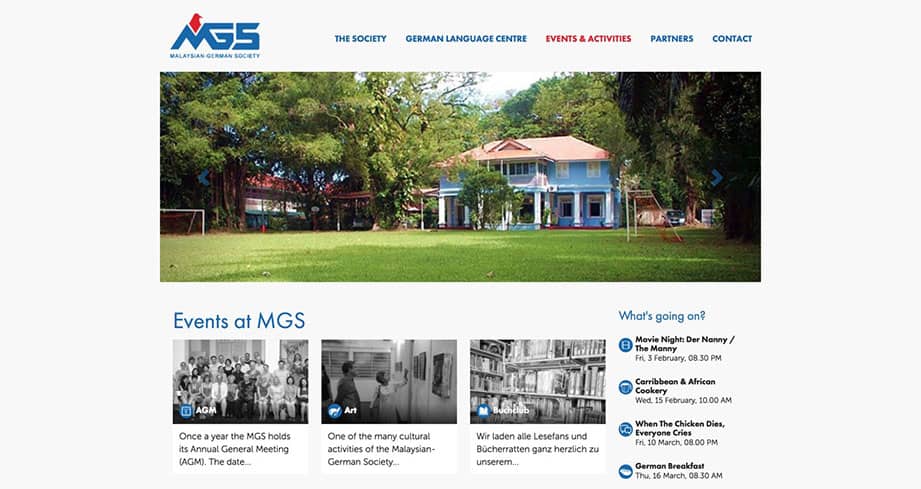 MGS
MALAYSIAN-GERMAN SOCIETY
THE SOCIETY
GERMAN LANGUAGE CENTRE
EVENTS & ACTIVITIES
PARTNERS
CONTACT
Events at MGS
AGM
Once a year the MGS holds
its Annual General Meeting
(AGM). The date...
Art
One of the many cultural
activities of the Malaysian-
German Society...
Buchclub
Wir laden alle Lesefans und
Bücherratten ganz herzlich zu
unserem...
What's going on?
Movie Night: Der Nanny /
The Manny
Fri, 3 February, 08.30 PM
Carribbean & African
Cookery
Wed, 15 February, 10.00 AM
When The Chicken Dies,
Everyone Cries
Fri, 10 March, 08.00 PM
German Breakfast
Thu, 16 March, 08.30 AM